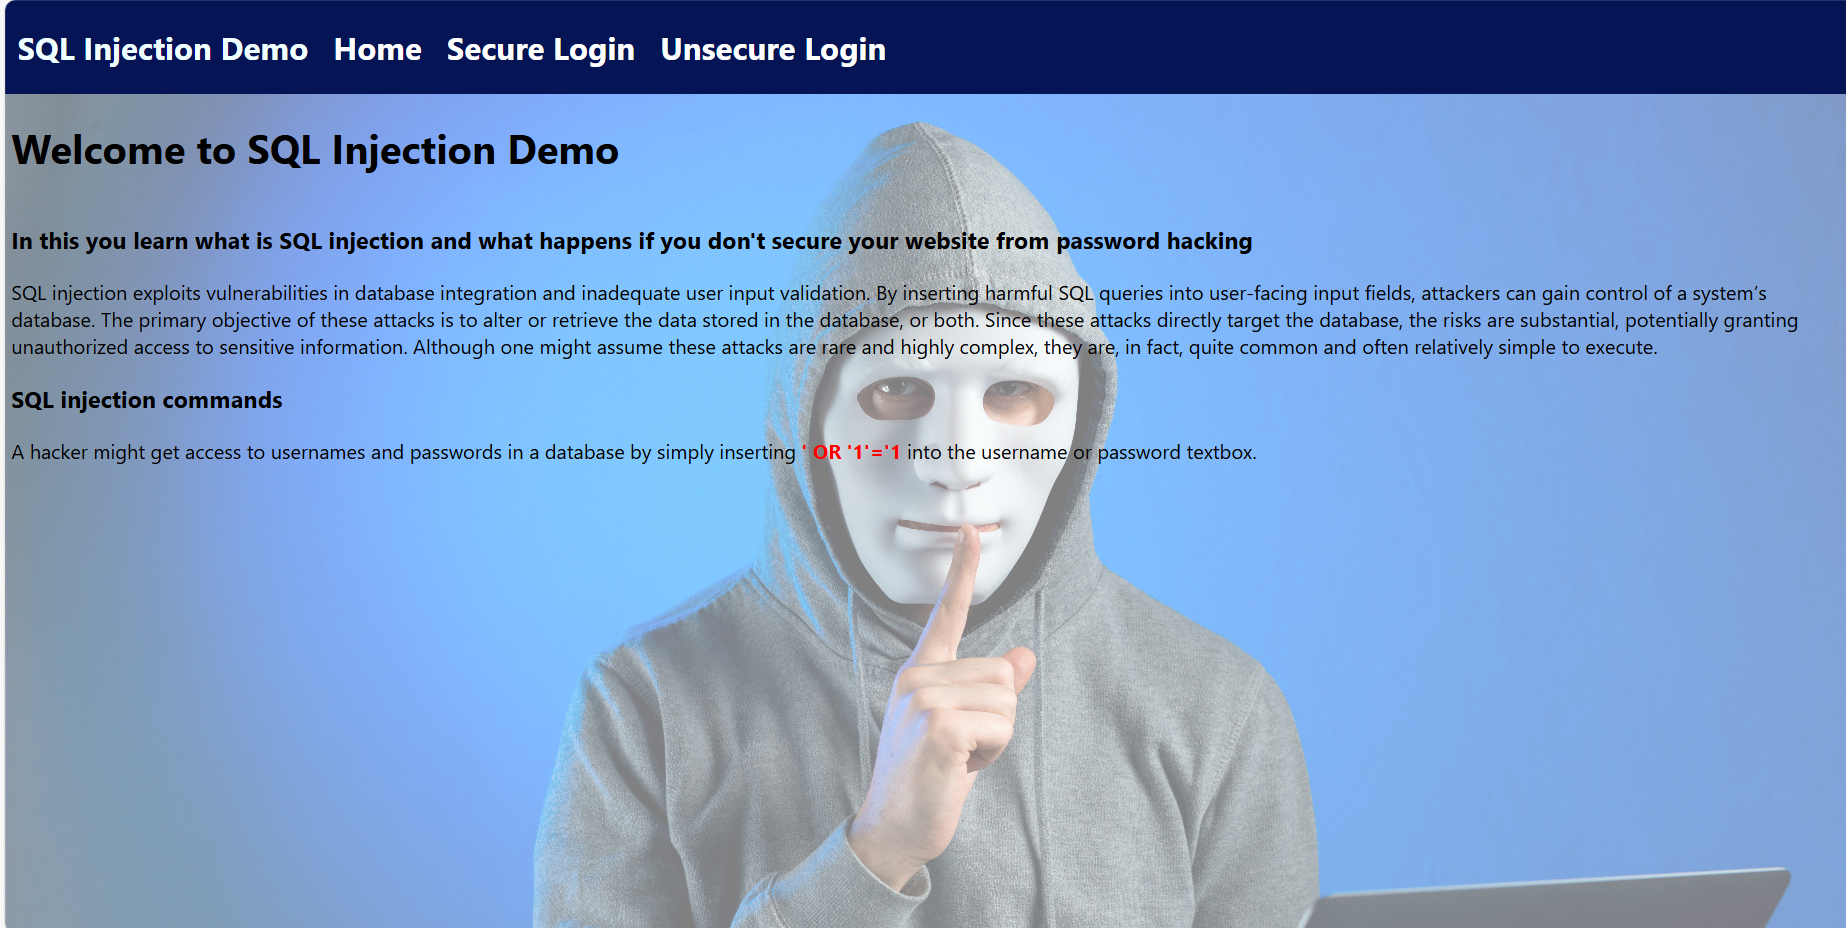 SQL Injection Demo Home Secure Login Unsecure Login
Welcome to SQL Injection Demo
In this you learn what is SQL injection and what happens if you don't secure your website from password hacking
SQL injection exploits vulnerabilities in database integration and inadequate user input validation. By inserting harmful SQL queries into user-facing input fields, attackers can gain control of a system’s
database. The primary objective of these attacks is to alter or retrieve the data stored in the database, or both. Since these attacks directly target the database, the risks are substantial, potentially granting
unauthorized access to sensitive information. Although one might assume these attacks are rare and highly complex, they are, in fact, quite common and often relatively simple to execute.
SQL injection commands
A hacker might get access to usernames and passwords in a database by simply inserting ' OR '1'='1 into the username or password textbox.